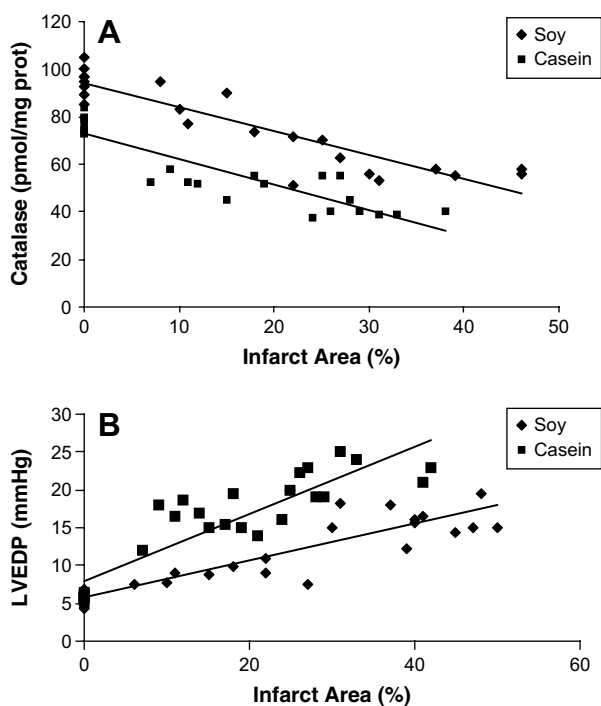 A
Soy
Casein
Catalase (pmol/mg prot)
120
100
80
60
40
20
0
0 10 20 30 40 50
Infarct Area (%)
B
Soy
Casein
LVEDP (mmHg)
30
25
20
15
10
5
0
0 20 40 60
Infarct Area (%)